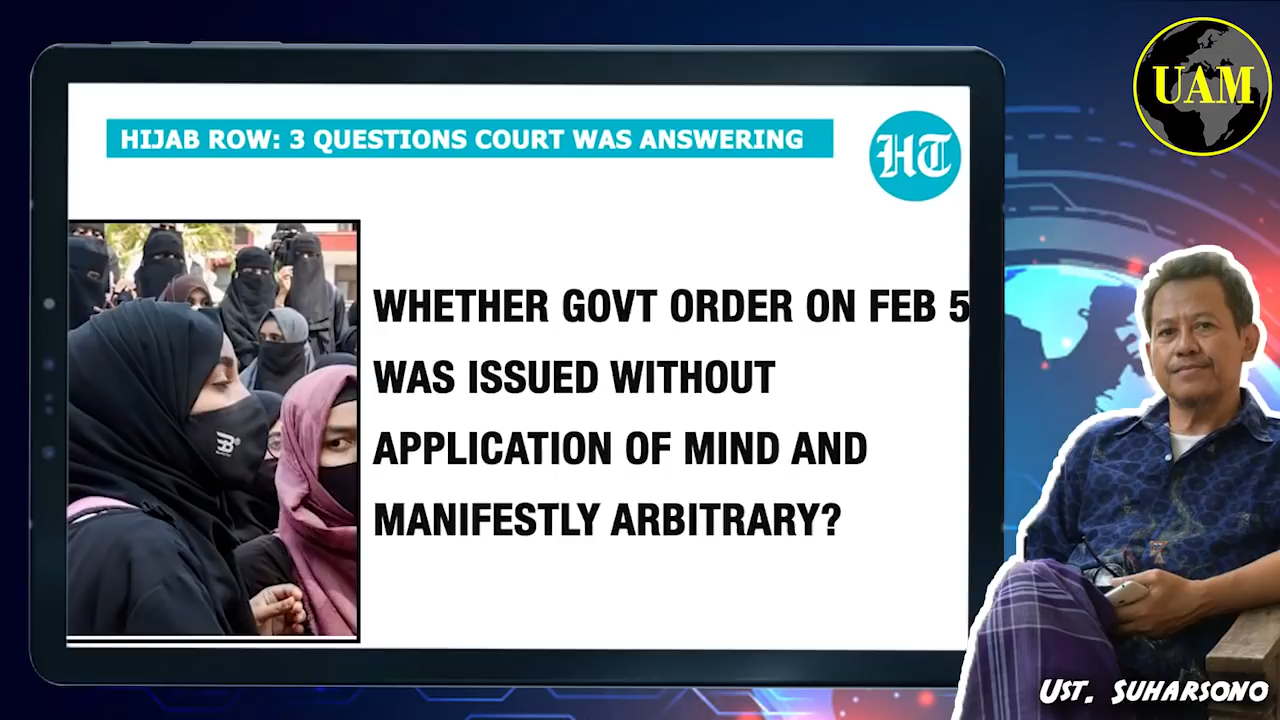 HIJAB ROW: 3 QUESTIONS COURT WAS ANSWERING
HT
UAM
WHETHER GOVT ORDER ON FEB 5
WAS ISSUED WITHOUT
APPLICATION OF MIND AND
MANIFESTLY ARBITRARY?
UST. SUHARSONO